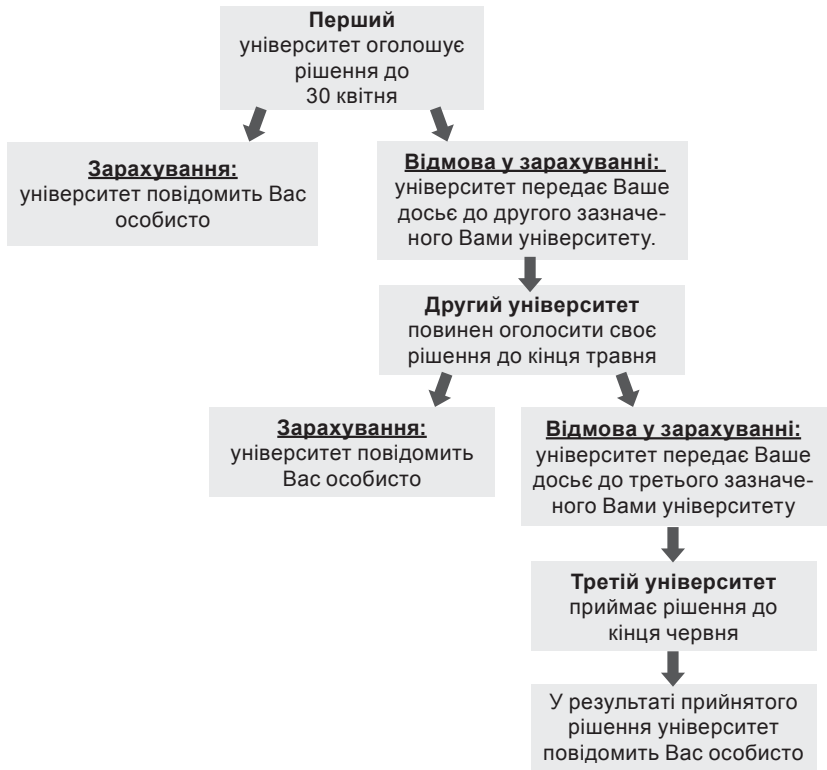 Перший
університет оголошує
рішення до
30 квітня
Зарахування:
університет повідомить Вас
особисто
Відмова у зарахуванні:
університет передає Ваше
досьє до другого зазначе-
ного Вами університету.
Другий університет
повинен оголосити своє
рішення до кінця травня
Зарахування:
університет повідомить
Вас особисто
Відмова у зарахуванні:
університет передає Ваше
досьє до третього зазначе-
ного Вами університету
Третій університет
приймає рішення до
кінця червня
У результаті прийнятого
рішення університет
повідомить Вас особисто